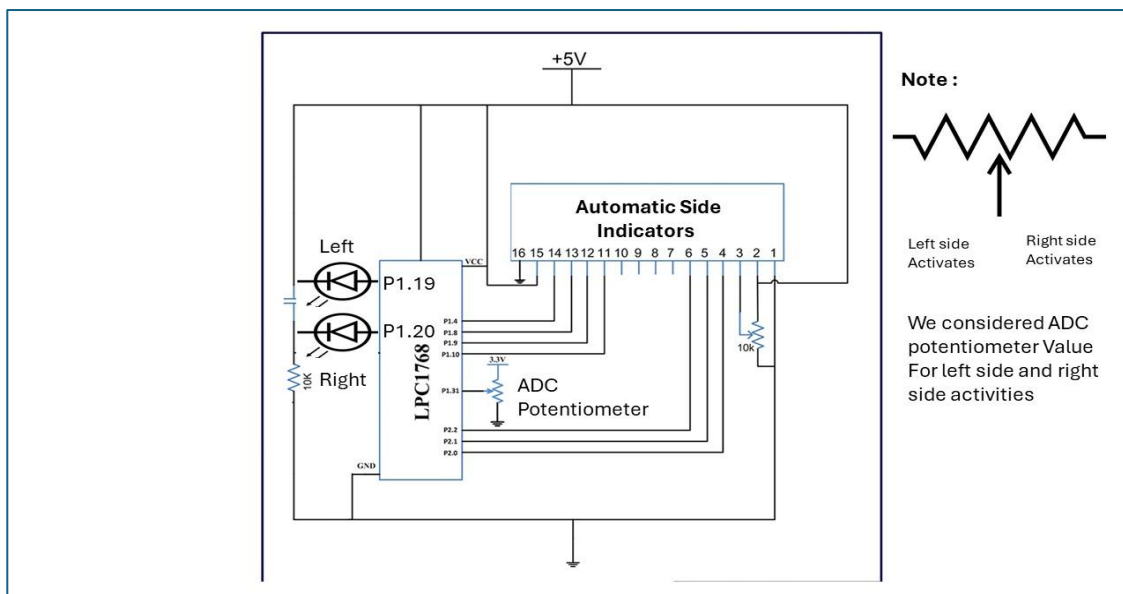 +5V
Note :
Automatic Side
Indicators
16 15 14 13 12 11 10 9 8 7 6 5 4 3 2 1
Left
VCC
P1.19
P1.4
P1.20
P1.8
P1.9
P1.10
10k
Right
10K
LPC1768
3.3V
P1.31
ADC
Potentiometer
P2.2
P2.1
P2.0
GND
Left side
Activates
Right side
Activates
We considered ADC
potentiometer Value
For left side and right
side activities